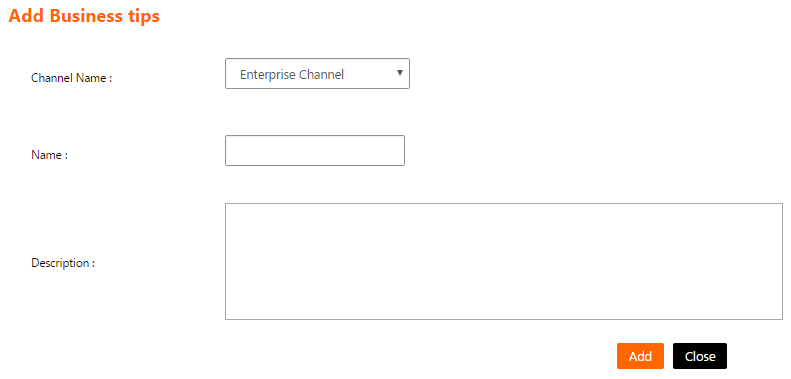 Add Business tips
Channel Name :
Enterprise Channel
Name :
Description :
Add
Close